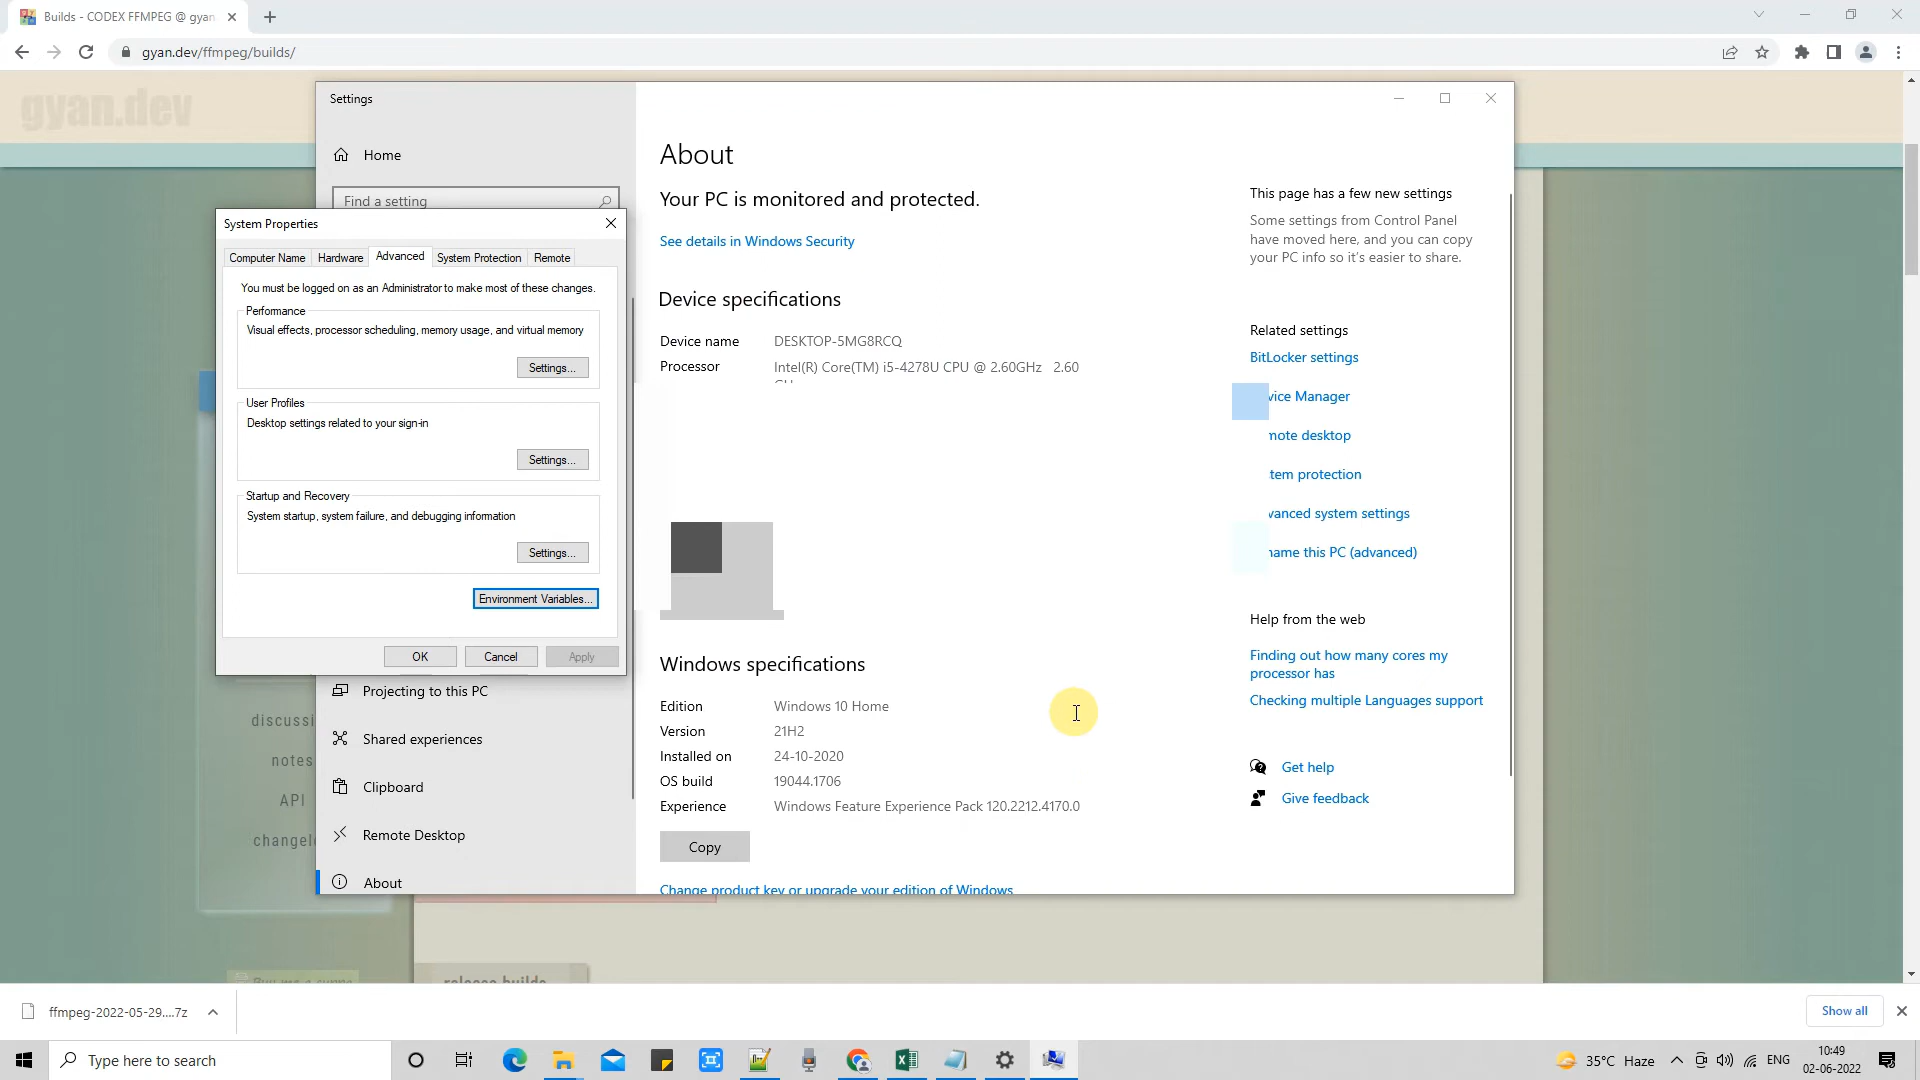 Builds - CODEX FFMPEG @ gyan
gyan.dev/ffmpeg/builds/
gyan.dev
Settings
Home
Find a setting
System Properties
Computer Name
Hardware
Advanced
System Protection
Remote
You must be logged on as an Administrator to make most of these changes.
Performance
Visual effects, processor scheduling, memory usage, and virtual memory
Settings...
User Profiles
Desktop settings related to your sign-in
Settings...
Startup and Recovery
System startup, system failure, and debugging information
Settings...
Environment Variables...
OK
Cancel
Apply
Projecting to this PC
Shared experiences
Clipboard
Remote Desktop
About
About
Your PC is monitored and protected.
See details in Windows Security
Device specifications
Device name DESKTOP-5MG8RCQ
Processor Intel(R) Core(TM) i5-4278U CPU @ 2.60GHz 2.60
Windows specifications
Edition Windows 10 Home
Version 21H2
Installed on 24-10-2020
OS build 19044.1706
Experience Windows Feature Experience Pack 120.2212.4170.0
Copy
Change product key or upgrade your edition of Windows
This page has a few new settings
Some settings from Control Panel
have moved here, and you can copy
your PC info so it's easier to share.
Related settings
BitLocker settings
vice Manager
mote desktop
tem protection
vanced system settings
name this PC (advanced)
Help from the web
Finding out how many cores my
processor has
Checking multiple Languages support
Get help
Give feedback
discussi
notes
API
changel
release builds
ffmpeg-2022-05-29....7z
Show all
Type here to search
35°C Haze
ENG
10:49
02-06-2022